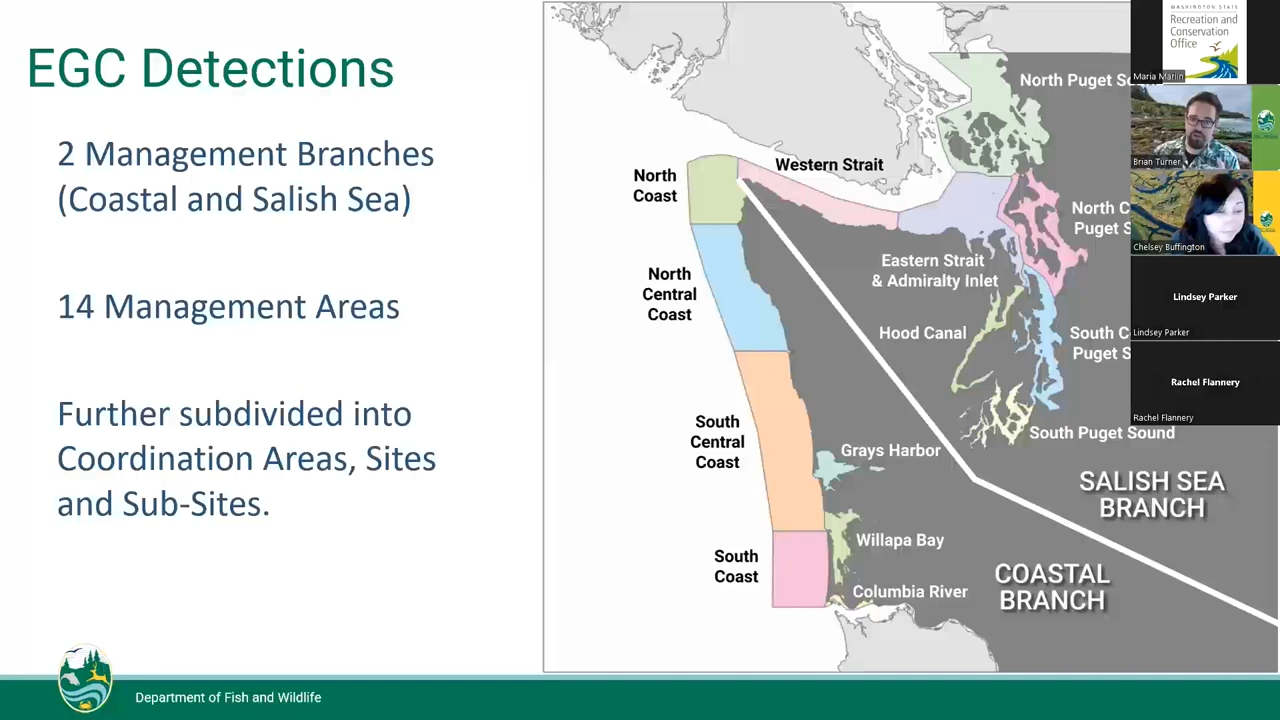 EGC Detections
2 Management Branches
(Coastal and Salish Sea)
14 Management Areas
Further subdivided into
Coordination Areas, Sites
and Sub-Sites.
North
Coast
Western Strait
North Puget
North
Central
Coast
Eastern Strait
& Admiralty Inlet
North
Puget
Hood Canal
South
Puget
South
Central
Coast
Grays Harbor
South Puget Sound
SALISH SEA
BRANCH
Willapa Bay
South
Coast
COASTAL
BRANCH
Columbia River
Department of Fish and Wildlife
WASHINGTON STATE
Recreation and
Conservation
Office
Maria Marlin
Brian Turner
Chelsey Buffington
Lindsey Parker
Lindsey Parker
Rachel Flannery
Rachel Flannery